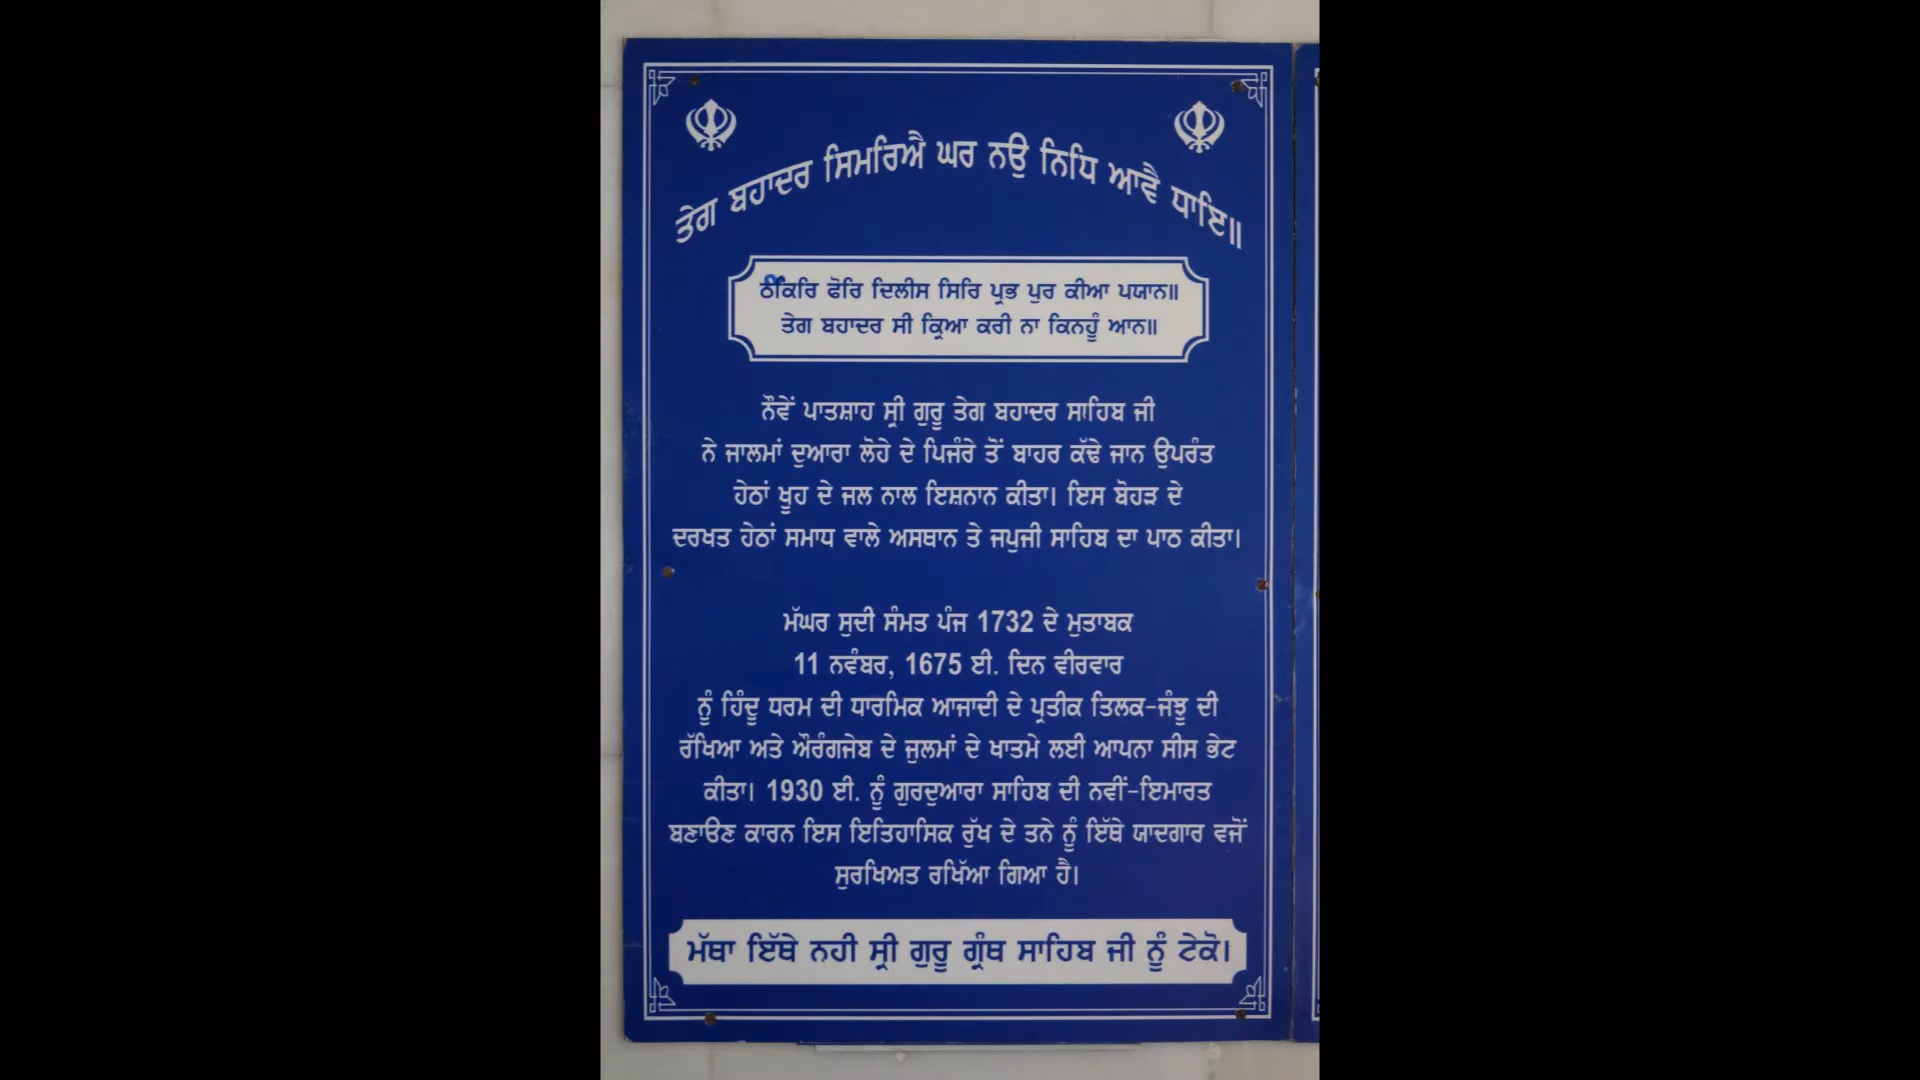 ਤੇਗ ਬਹਾਦਰ ਸਿਮਰਿਐ ਘਰ ਨਉ ਨਿਧਿ ਆਵੈ ਧਾਇ॥
ਠੀਕਰਿ ਫੋਰਿ ਦਿਲੀਸ ਸਿਰਿ ਪ੍ਰਭ ਪੁਰ ਕੀਆ ਪਯਾਨ॥
ਤੇਗ ਬਹਾਦਰ ਸੀ ਕ੍ਰਿਆ ਕਰੀ ਨਾ ਕਿਨਹੂੰ ਆਨ॥
ਨੌਵੇਂ ਪਾਤਸ਼ਾਹ ਸ੍ਰੀ ਗੁਰੂ ਤੇਗ ਬਹਾਦਰ ਸਾਹਿਬ ਜੀ
ਨੇ ਜਾਲਮਾਂ ਦੁਆਰਾ ਲੋਹੇ ਦੇ ਪਿਜੰਰੇ ਤੋਂ ਬਾਹਰ ਕੱਢੇ ਜਾਨ ਉਪਰੰਤ
ਹੇਠਾਂ ਖੂਹ ਦੇ ਜਲ ਨਾਲ ਇਸ਼ਨਾਨ ਕੀਤਾ। ਇਸ ਬੋਹੜ ਦੇ
ਦਰਖਤ ਹੇਠਾਂ ਸਮਾਧ ਵਾਲੇ ਅਸਥਾਨ ਤੇ ਜਪੁਜੀ ਸਾਹਿਬ ਦਾ ਪਾਠ ਕੀਤਾ।
ਮੱਘਰ ਸੁਦੀ ਸੰਮਤ ਪੰਜ 1732 ਦੇ ਮੁਤਾਬਕ
11 ਨਵੰਬਰ, 1675 ਈ. ਦਿਨ ਵੀਰਵਾਰ
ਨੂੰ ਹਿੰਦੂ ਧਰਮ ਦੀ ਧਾਰਮਿਕ ਆਜਾਦੀ ਦੇ ਪ੍ਰਤੀਕ ਤਿਲਕ-ਜੰਝੂ ਦੀ
ਰੱਖਿਆ ਅਤੇ ਔਰੰਗਜੇਬ ਦੇ ਜੁਲਮਾਂ ਦੇ ਖਾਤਮੇ ਲਈ ਆਪਨਾ ਸੀਸ ਭੇਟ
ਕੀਤਾ। 1930 ਈ. ਨੂੰ ਗੁਰਦੁਆਰਾ ਸਾਹਿਬ ਦੀ ਨਵੀਂ-ਇਮਾਰਤ
ਬਣਾਉਣ ਕਾਰਨ ਇਸ ਇਤਿਹਾਸਿਕ ਰੁੱਖ ਦੇ ਤਨੇ ਨੂੰ ਇੱਥੇ ਯਾਦਗਾਰ ਵਜੋਂ
ਸੁਰਖਿਅਤ ਰਖਿੱਆ ਗਿਆ ਹੈ।
ਮੱਥਾ ਇੱਥੇ ਨਹੀ ਸ੍ਰੀ ਗੁਰੂ ਗ੍ਰੰਥ ਸਾਹਿਬ ਜੀ ਨੂੰ ਟੇਕੋ।